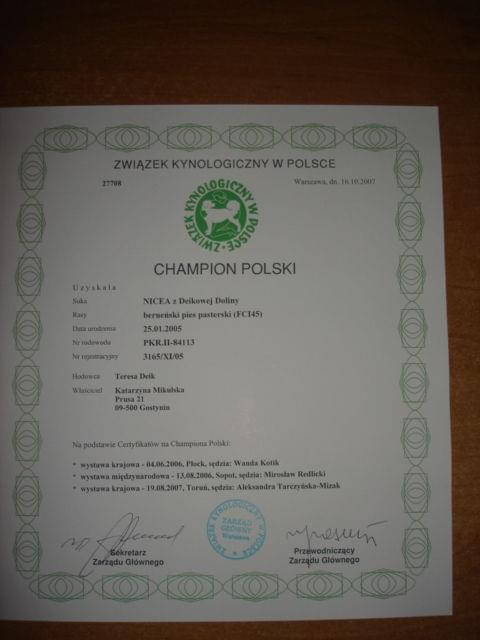 ZWIĄZEK KYNOLOGICZNY W POLSCE
27708 Warszawa, dn. 16.10.2007
ZWIĄZEK KYNOLOGICZNY W POLSCE
CHAMPION POLSKI
Uzyskała
Suka NICEA z Deikowej Doliny
Rasy berneński pies pasterski (FCI45)
Data urodzenia 25.01.2005
Nr rodowodu PKR.II-84113
Nr rejestracyjny 3165/XI/05
Hodowca Teresa Deik
Właściciel Katarzyna Mikulska
Prusa 21
09-500 Gostynin
Na podstawie Certyfikatów na Championa Polski:
* wystawa krajowa - 04.06.2006, Płock, sędzia: Wanda Kotik
* wystawa międzynarodowa - 13.08.2006, Sopot, sędzia: Mirosław Redlicki
* wystawa krajowa - 19.08.2007, Toruń, sędzia: Aleksandra Tarczyńska-Mizak
ZWIĄZEK KYNOLOGICZNY W POLSCE
ZARZĄD
GŁÓWNY
Warszawa
Sekretarz
Zarządu Głównego
Przewodniczący
Zarządu Głównego